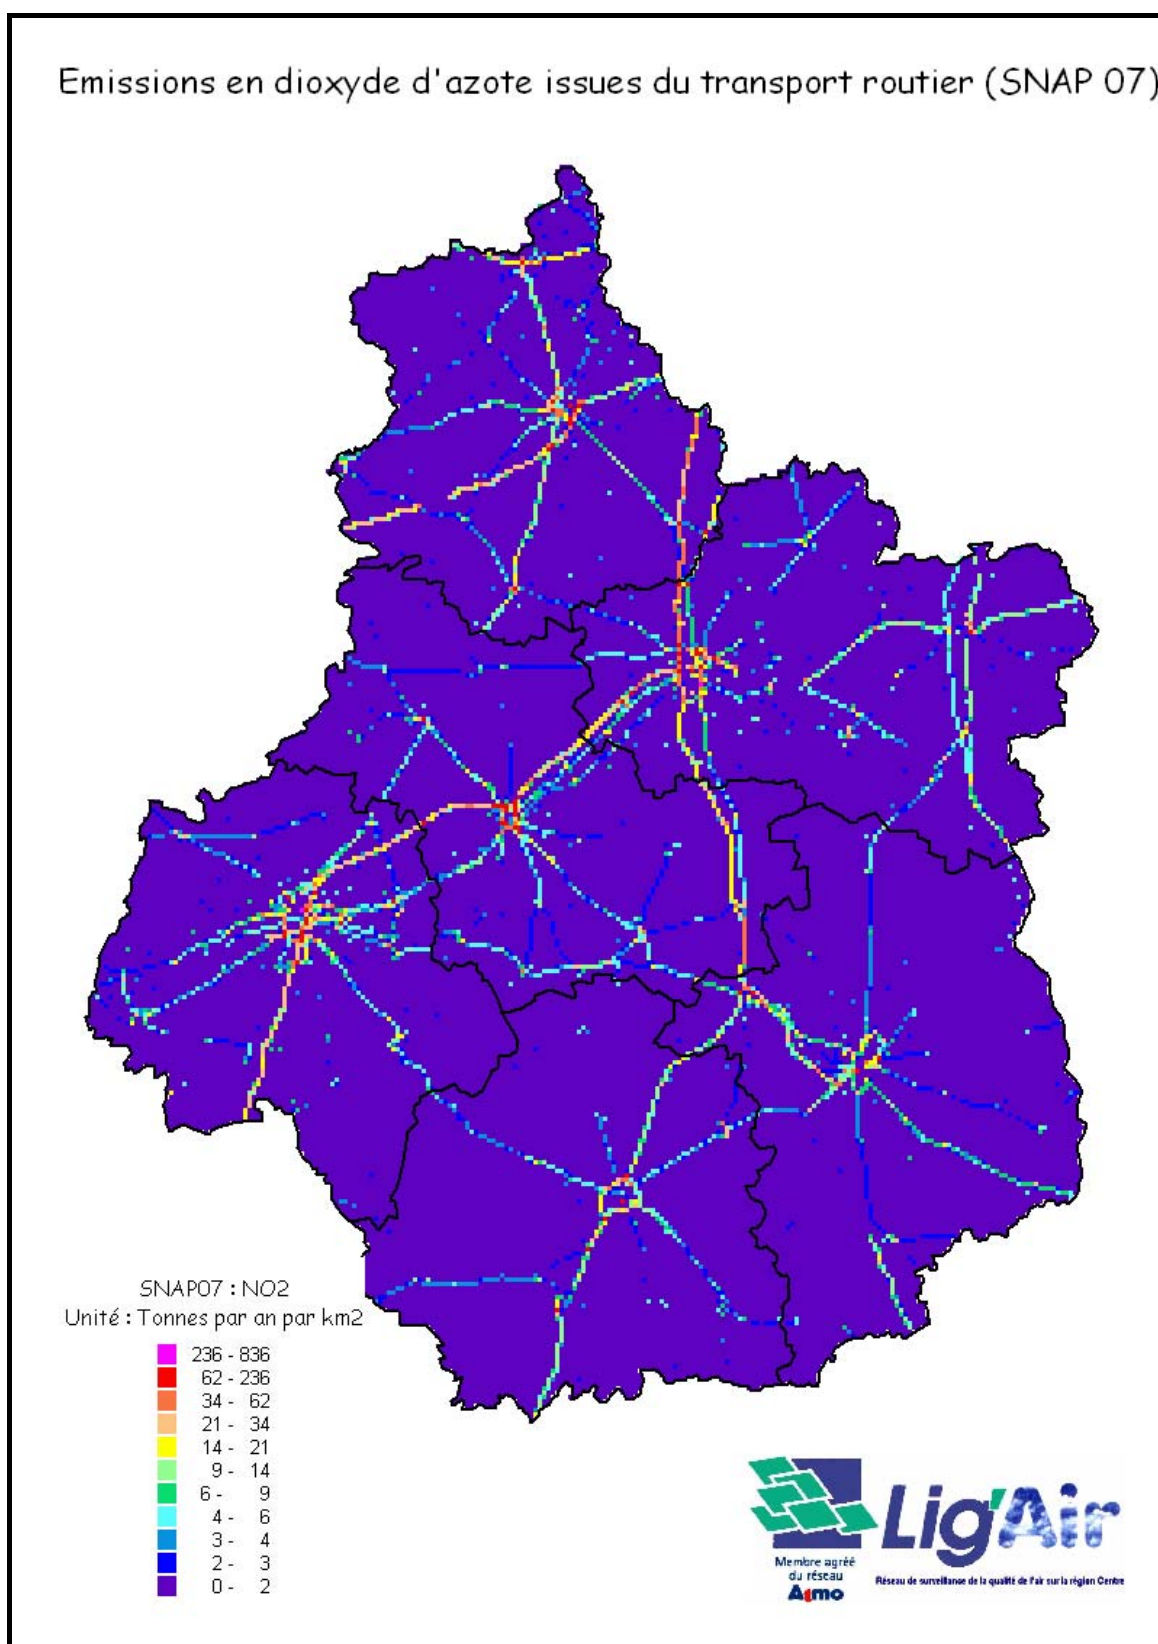 Emissions en dioxyde d'azote issues du transport routier (SNAP 07)
SNAP07 : NO2
Unité : Tonnes par an par km2
236 - 836
62 - 236
34 - 62
21 - 34
14 - 21
9 - 14
6 - 9
4 - 6
3 - 4
2 - 3
0 - 2
Lig'Air
Membre agréé
du réseau
Atmo
Réseau de surveillance de la qualité de l'air sur la région Centre